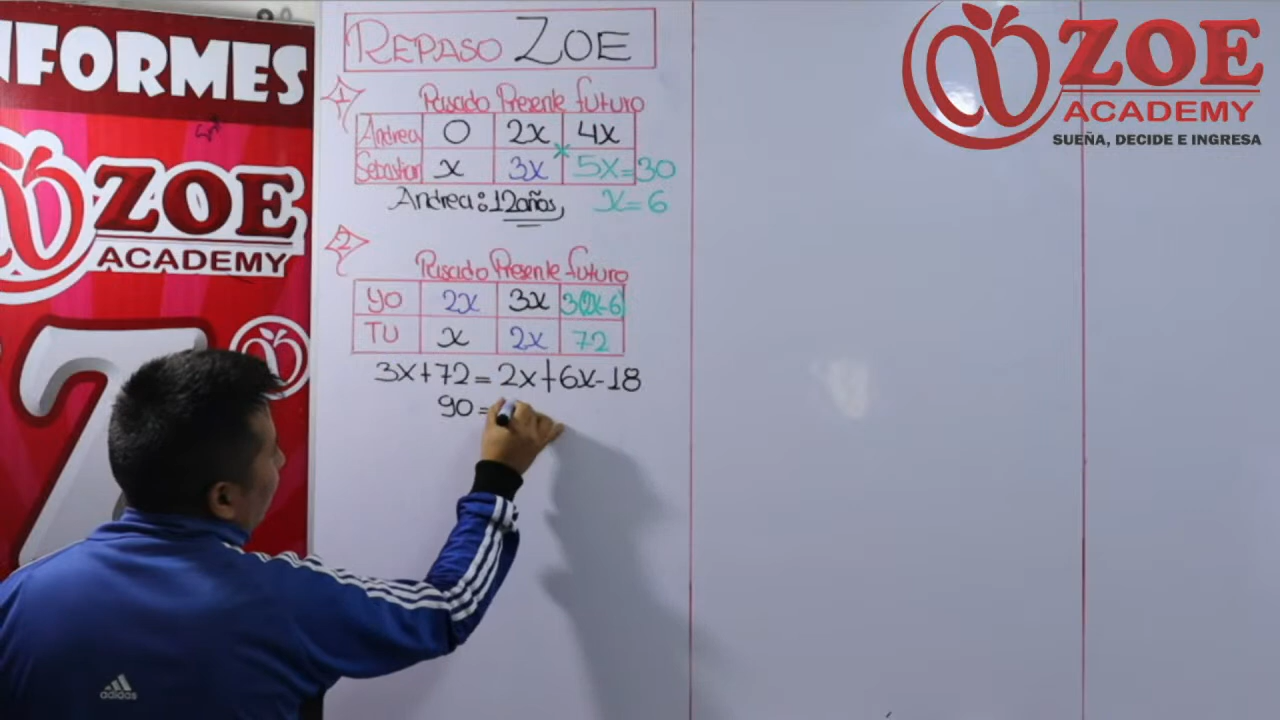 INFORMES
ZOE
ACADEMY
7
REPASO ZOE
1
Pasado Presente futuro
Andrea 0 2x 4x
Sebastian x 3x 5x=30
x
Andrea: 12años, x=6
2
Pasado Presente futuro
YO 2x 3x 3(2x-6)
TU x 2x 72
3x+72=2x+6x-18
90=
adidas
ZOE
ACADEMY
SUEÑA, DECIDE E INGRESA